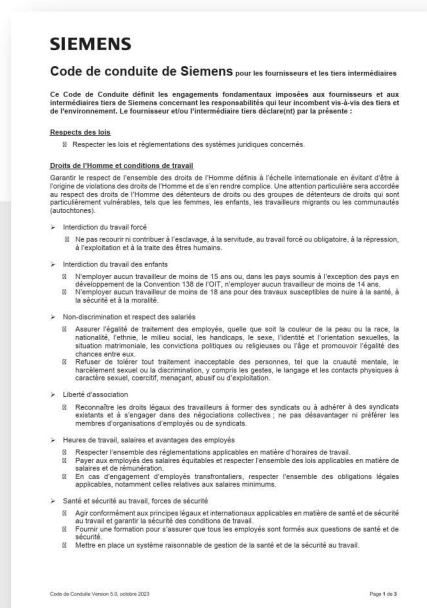 SIEMENS
Code de conduite de Siemens pour les fournisseurs et les tiers intermédiaires
Ce Code de Conduite définit les engagements fondamentaux imposées aux fournisseurs et aux
intermédiaires tiers de Siemens concernant les responsabilités qui leur incombent vis-à-vis des tiers et
de l'environnement. Le fournisseur et/ou l'intermédiaire tiers déclare(nt) par la présente :
Respects des lois
Respecter les lois et règlementations des systèmes juridiques concernés.
Droits de l'Homme et conditions de travail
Garantir le respect de l'ensemble des droits de l'Homme définis à l'échelle internationale en évitant d'être à
l'origine de violations des droits de l'Homme et de s'en rendre complice. Une attention particulière sera accordée
au respect des droits de l'Homme des détenteurs de droits ou des groupes de détenteurs de droits qui sont
particulièrement vulnérables, tels que les femmes, les enfants, les travailleurs migrants ou les communautés
(autochtones).
➢ Interdiction du travail forcé
Ne pas recourir ni contribuer à l'esclavage, à la servitude, au travail forcé ou obligatoire, à la répression,
à l'exploitation et à la traite des êtres humains.
➢ Interdiction du travail des enfants
N'employer aucun travailleur de moins de 15 ans ou, dans les pays soumis à l'exception des pays en
développement de la Convention 138 de l'OIT, n'employer aucun travailleur de moins de 14 ans.
N'employer aucun travailleur de moins de 18 ans pour des travaux susceptibles de nuire à la santé, à
la sécurité et à la moralité.
➢ Non-discrimination et respect des salariés
Assurer l'égalité de traitement des employés, quelle que soit la couleur de la peau ou la race, la
nationalité, l'ethnie, le milieu social, les handicaps, le sexe, l'identité et l'orientation sexuelles, la
situation matrimoniale, les convictions politiques ou religieuses ou l'âge et promouvoir l'égalité des
chances entre eux.
Refuser de tolérer tout traitement inacceptable des personnes, tel que la cruauté mentale, le
harcèlement sexuel ou la discrimination, y compris les gestes, le langage et les contacts physiques à
caractère sexuel, coercitif, menaçant, abusif ou d'exploitation.
➢ Liberté d'association
Reconnaître les droits légaux des travailleurs à former des syndicats ou à adhérer à des syndicats
existants et à s'engager dans des négociations collectives ; ne pas désavantager ni préférer les
membres d'organisations d'employés ou de syndicats.
➢ Heures de travail, salaires et avantages des employés
Respecter l'ensemble des réglementations applicables en matière d'horaires de travail.
Payer aux employés des salaires équitables et respecter l'ensemble des lois applicables en matière de
salaires et de rémunération.
En cas d'engagement d'employés transfrontaliers, respecter l'ensemble des obligations légales
applicables, notamment celles relatives aux salaires minimums.
➢ Santé et sécurité au travail, forces de sécurité
Agir conformément aux principes légaux et internationaux applicables en matière de santé et de sécurité
au travail et garantir la sécurité des conditions de travail.
Fournir une formation pour s'assurer que tous les employés sont formés aux questions de santé et de
sécurité.
Mettre en place un système raisonnable de gestion de la santé et de la sécurité au travail.
Code de Conduite Version 5.0, octobre 2023
Page 1 de 3